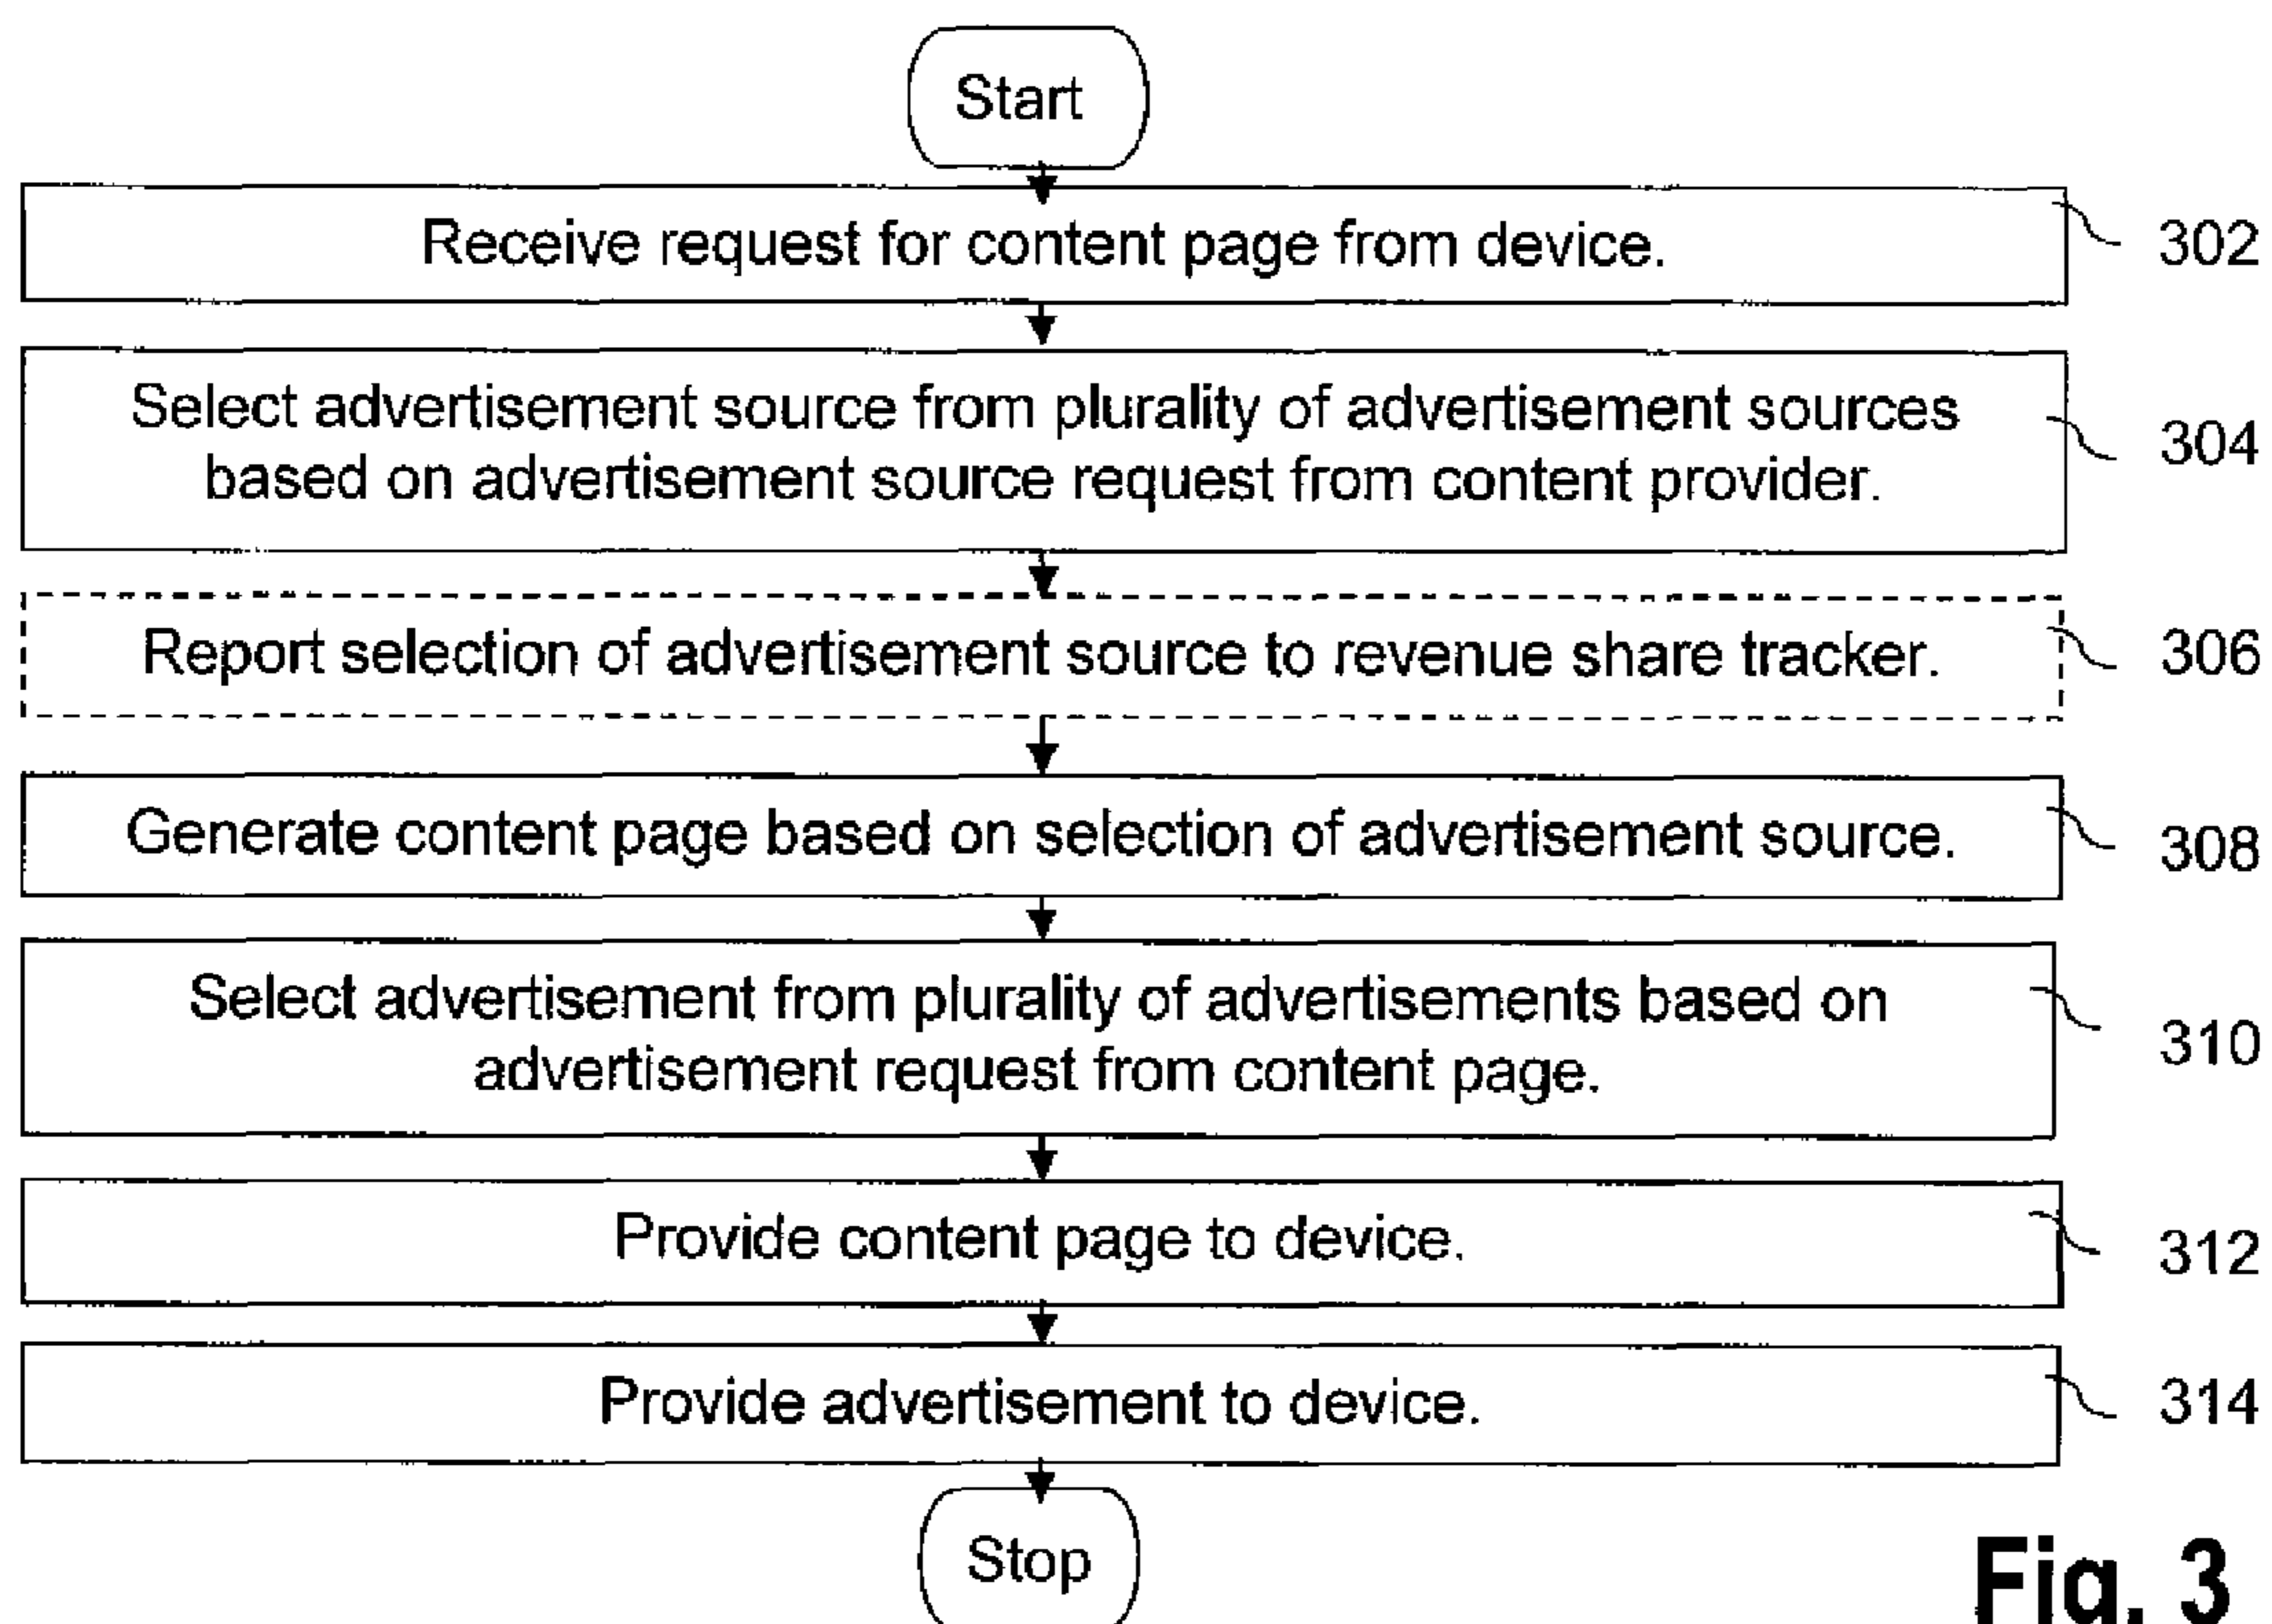 Start
Receive request for content page from device.
302
Select advertisement source from plurality of advertisement sources
based on advertisement source request from content provider.
304
Report selection of advertisement source to revenue share tracker.
306
Generate content page based on selection of advertisement source.
308
Select advertisement from plurality of advertisements based on
advertisement request from content page.
310
Provide content page to device.
312
Provide advertisement to device.
314
Stop
Fig. 3